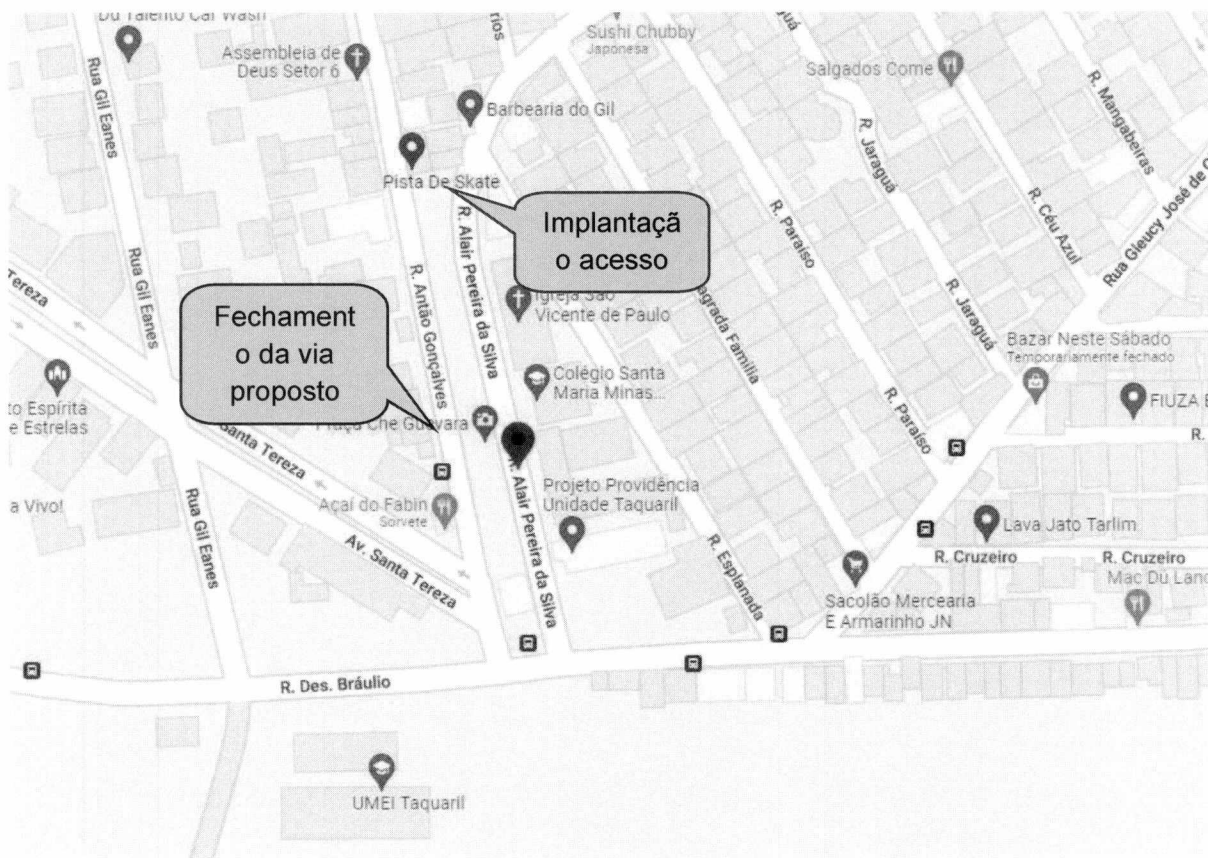 Du Talento Car Wash
Assembleia de
Deus Setor 6
Sushi Chubby
Japonesa
Salgados Come
Rua Gil Eanes
Barbearia do Gil
R. Mangabeiras
R. Jaraguá
Pista De Skate
Implantaçã
o acesso
R. Paraíso
R. Céu Azul
Rua Gleucy José de
Rua Gil Eanes
R. Antão Gonçalves
R. Alair Pereira da Silva
Tereza
Igreja São
Vicente de Paulo
Fechament
o da via
proposto
R. Jaraguá
Bazar Neste Sábado
Temporariamente fechado
Colégio Santa
Maria Minas...
to Espírita
e Estrelas
Che Guevara
R. Paraíso
FIUZA
R.
Santa Tereza
Projeto Providência
Unidade Taquaril
Açaí do Fabin
Sorvete
a Vivo!
Rua Gil Eanes
Av. Santa Tereza
R. Alair Pereira da Silva
R. Esplanada
Lava Jato Tarlim
R. Cruzeiro
R. Cruzeiro
Mac Dú Lanc
Sacolão Mercearia
E Armarinho JN
R. Des. Bráulio
UMEI Taquaril